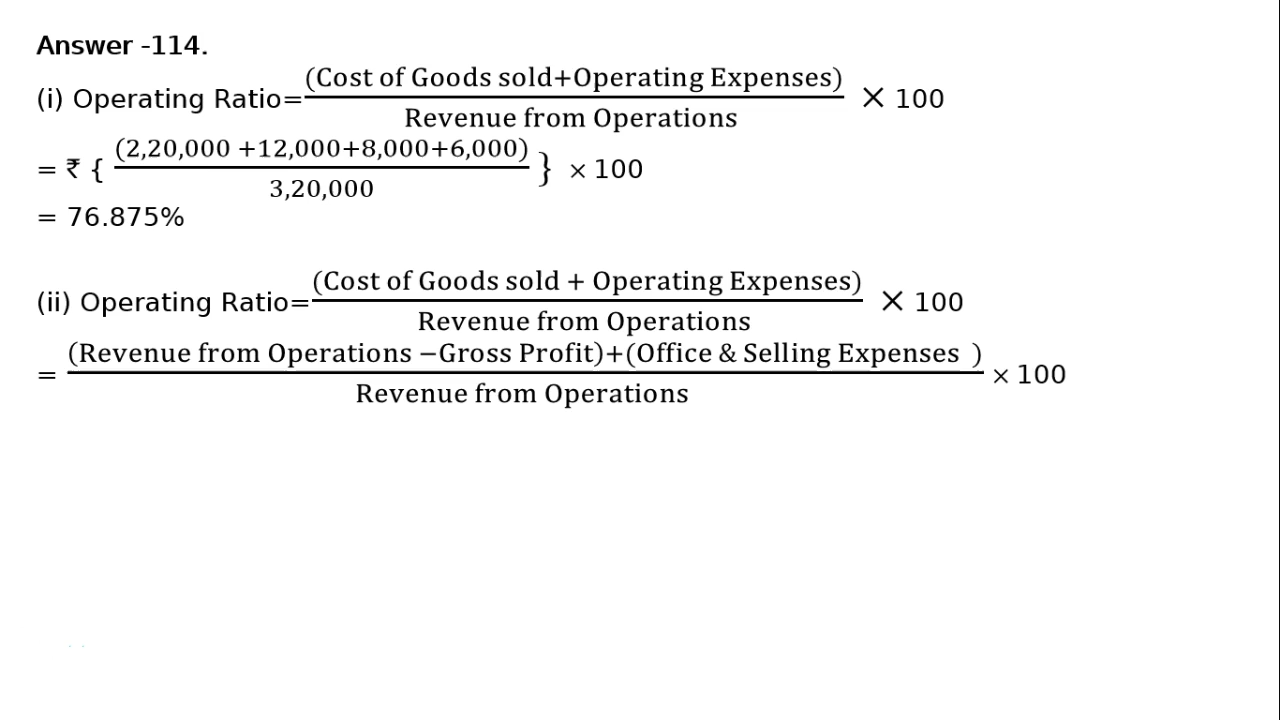 Answer -114.
(i) Operating Ratio= (Cost of Goods sold+Operating Expenses) / Revenue from Operations × 100
= ₹ { (2,20,000 +12,000+8,000+6,000) / 3,20,000 } × 100
= 76.875%
(ii) Operating Ratio= (Cost of Goods sold + Operating Expenses) / Revenue from Operations × 100
= (Revenue from Operations −Gross Profit)+(Office & Selling Expenses ) / Revenue from Operations × 100